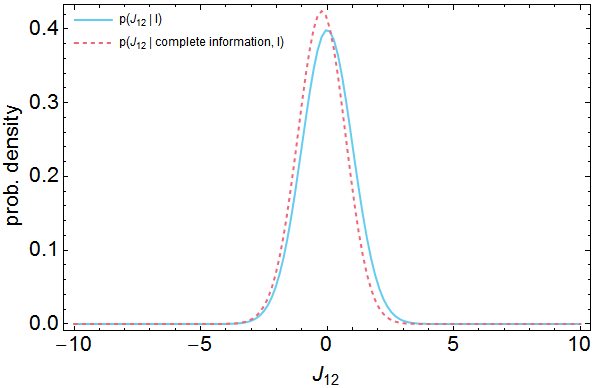 p(J₁₂ | I)
p(J₁₂ | complete information, I)
prob. density
0.4
0.3
0.2
0.1
0.0
−10 −5 0 5 10
J₁₂